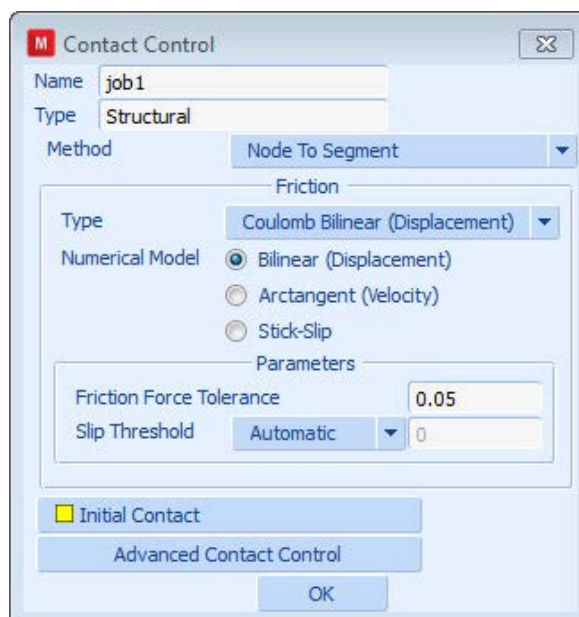 M Contact Control
Name job1
Type Structural
Method Node To Segment
Friction
Type Coulomb Bilinear (Displacement)
Numerical Model Bilinear (Displacement)
Arctangent (Velocity)
Stick-Slip
Parameters
Friction Force Tolerance 0.05
Slip Threshold Automatic 0
Initial Contact
Advanced Contact Control
OK